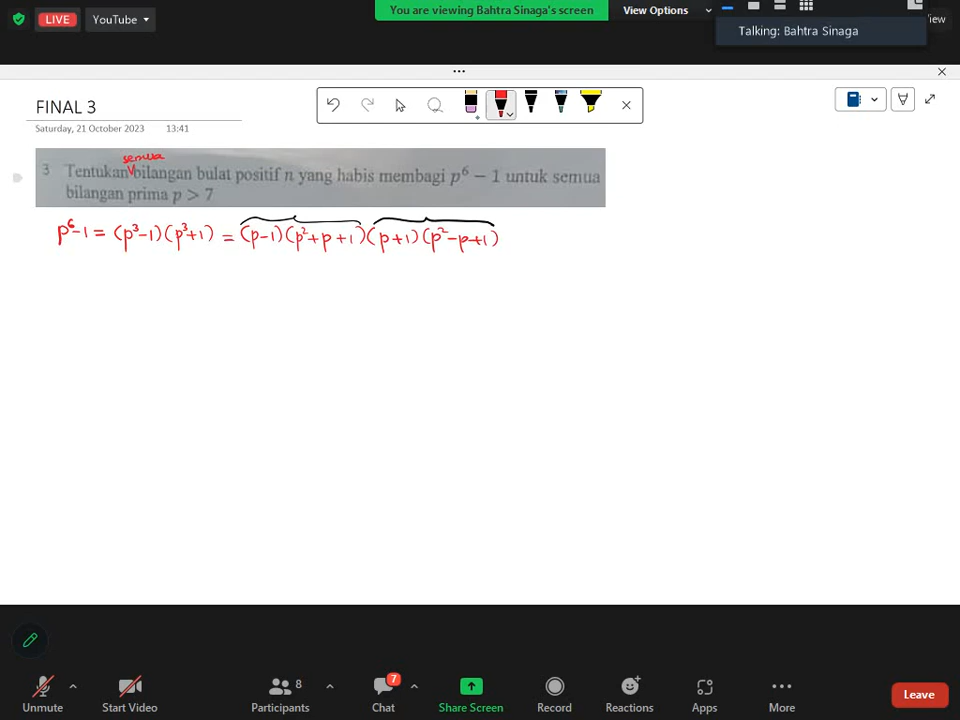 LIVE
YouTube
You are viewing Bahtra Sinaga's screen
View Options
Talking: Bahtra Sinaga
iew
FINAL 3
Saturday, 21 October 2023 13:41
semua
3 Tentukan bilangan bulat positif n yang habis membagi p⁶ − 1 untuk semua
bilangan prima p > 7
p⁶-1 = (p³-1)(p³+1) = (p-1)(p²+p+1)(p+1)(p²-p+1)
8
7
Unmute
Start Video
Participants
Chat
Share Screen
Record
Reactions
Apps
More
Leave